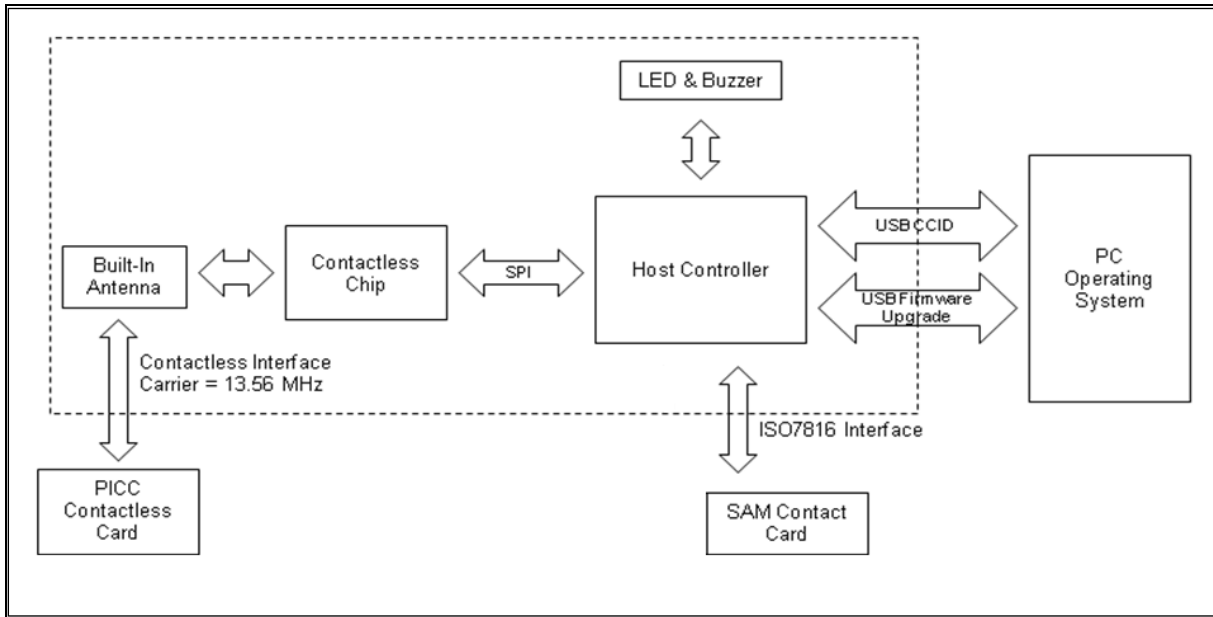 LED & Buzzer
Built-In
Antenna
Contactless
Chip
SPI
Host Controller
USB CCID
USB Firmware
Upgrade
PC
Operating
System
Contactless Interface
Carrier = 13.56 MHz
ISO7816 Interface
PICC
Contactless
Card
SAM Contact
Card